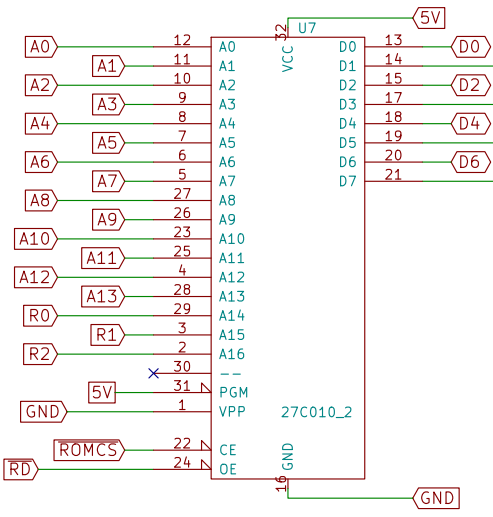 5V
32
U7
VCC
A0 12 A0 D0 13 D0
A1 11 A1 D1 14
A2 10 A2 D2 15 D2
A3 9 A3 D3 17
A4 8 A4 D4 18 D4
A5 7 A5 D5 19
A6 6 A6 D6 20 D6
A7 5 A7 D7 21
A8 27 A8
A9 26 A9
A10 23 A10
A11 25 A11
A12 4 A12
A13 28 A13
R0 29 A14
R1 3 A15
R2 2 A16
30 --
5V 31 PGM
GND 1 VPP 27C010_2
ROMCS 22 CE
RD 24 OE
GND
16
GND